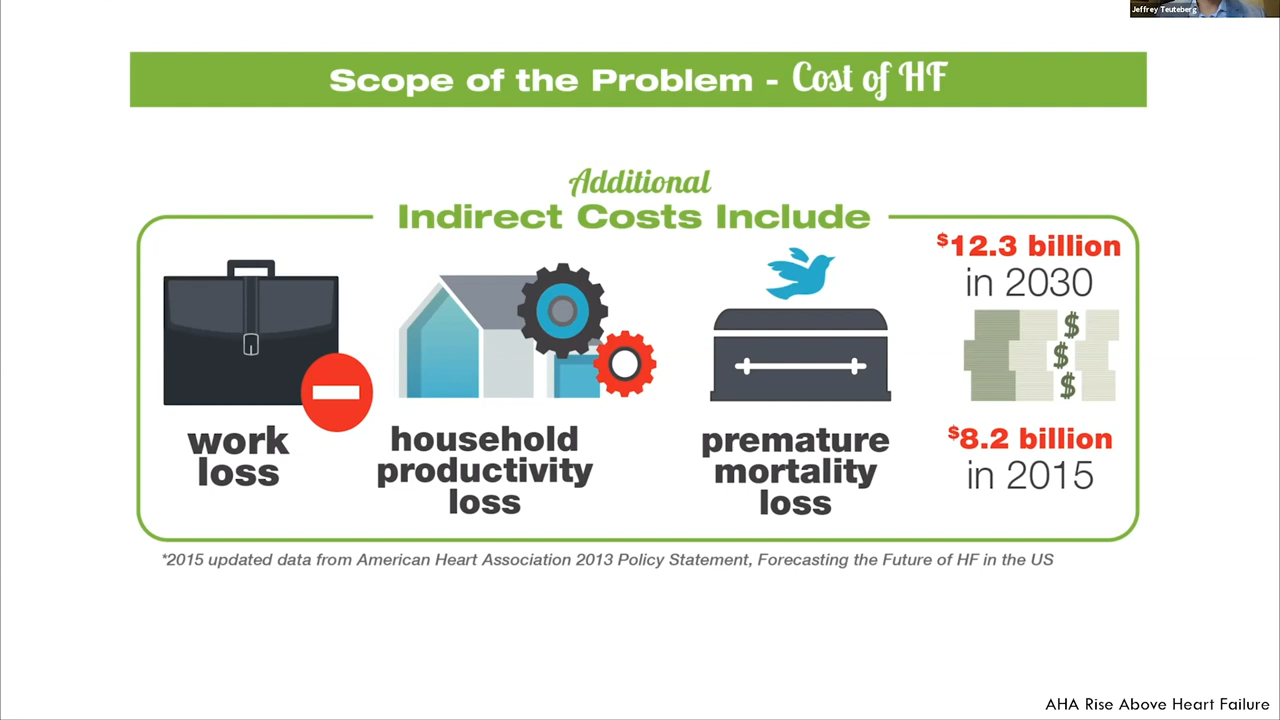 Jeffrey Teuteberg
Scope of the Problem - Cost of HF
Additional
Indirect Costs Include
work
loss
household
productivity
loss
premature
mortality
loss
$12.3 billion
in 2030
$
$
$
$8.2 billion
in 2015
*2015 updated data from American Heart Association 2013 Policy Statement, Forecasting the Future of HF in the US
AHA Rise Above Heart Failure